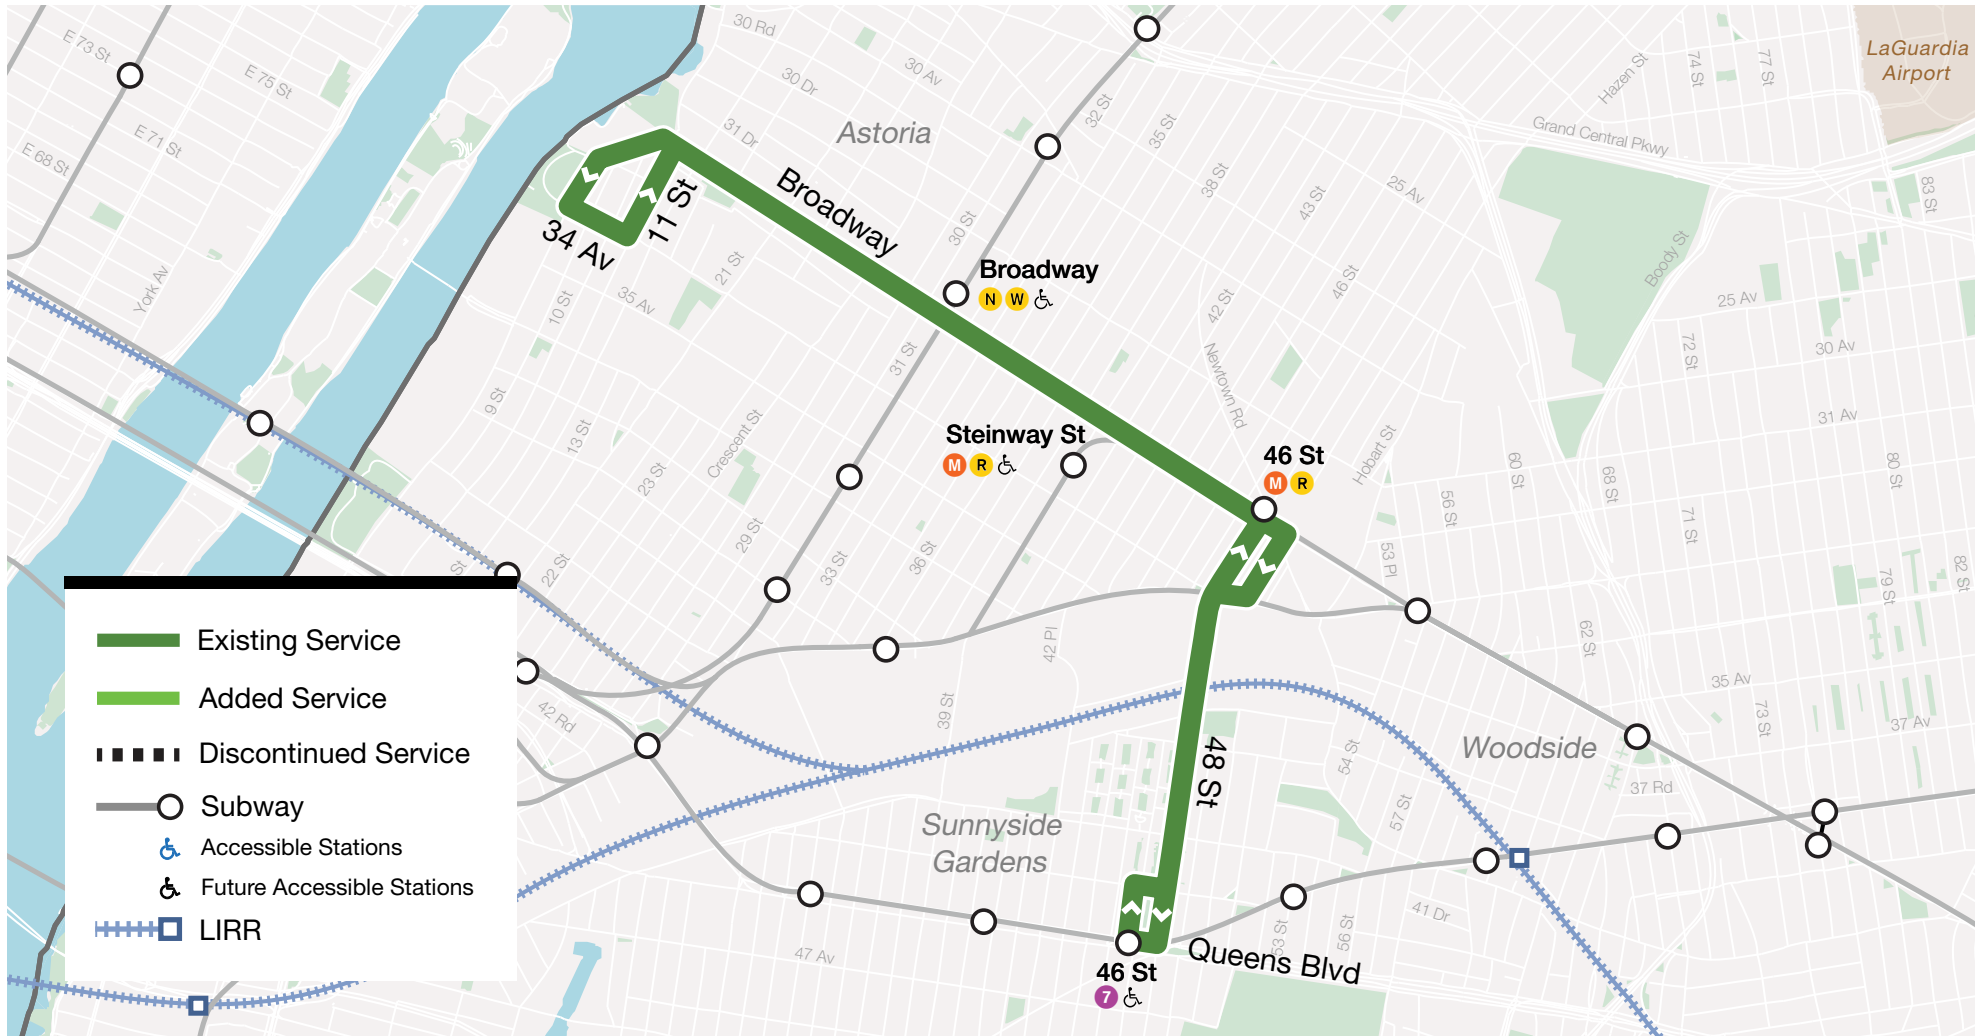 E 73 St
E 75 St
E 71 St
E 68 St
York Av
30 Rd
30 Av
30 Dr
31 Dr
Astoria
32 St
35 St
38 St
43 St
25 Av
Hazen St
74 St
77 St
LaGuardia
Airport
Grand Central Pkwy
83 St
Broadway
11 St
34 Av
30 St
Broadway
N W
21 St
35 Av
10 St
31 St
42 St
46 St
Boody St
25 Av
72 St
30 Av
Newtown Rd
9 St
13 St
Crescent St
23 St
Steinway St
M R
46 St
M R
Hobart St
31 Av
60 St
68 St
80 St
56 St
71 St
29 St
33 St
36 St
53 Pl
St
22 St
79 St
82 St
42 Pl
62 St
35 Av
73 St
37 Av
39 St
42 Rd
48 St
54 St
Woodside
37 Rd
57 St
Sunnyside
Gardens
41 Dr
53 St
56 St
47 Av
Queens Blvd
46 St
7
Existing Service
Added Service
Discontinued Service
Subway
Accessible Stations
Future Accessible Stations
LIRR